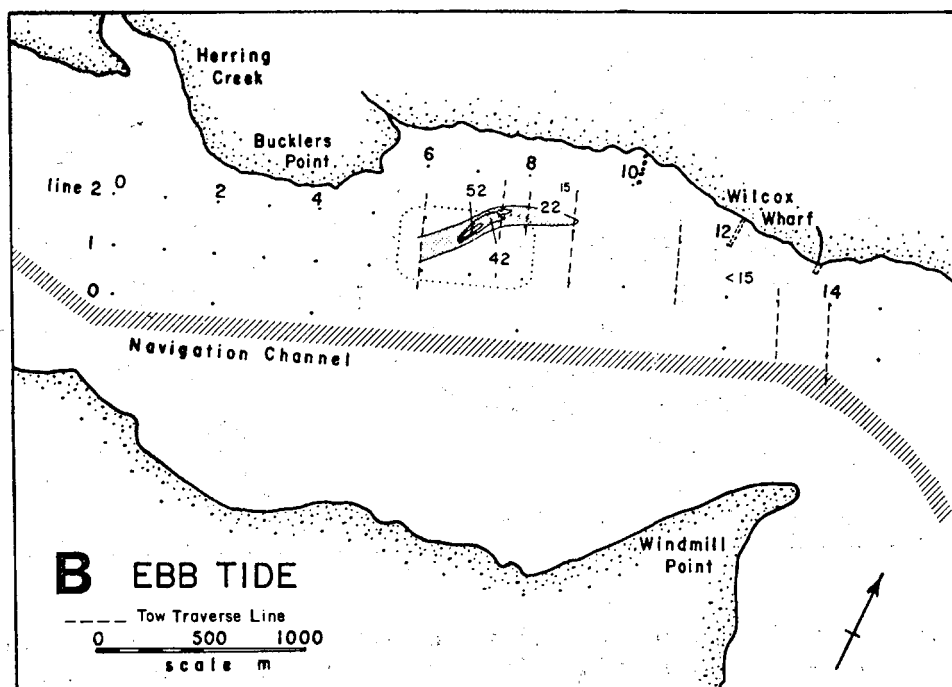 Herring
Creek
Bucklers
Point
6
8
10
line 2 0
2
4
52
15
22
Wilcox
Wharf
12
1
42
<15
0
14
Navigation Channel
Windmill
Point
B EBB TIDE
Tow Traverse Line
0 500 1000
scale m